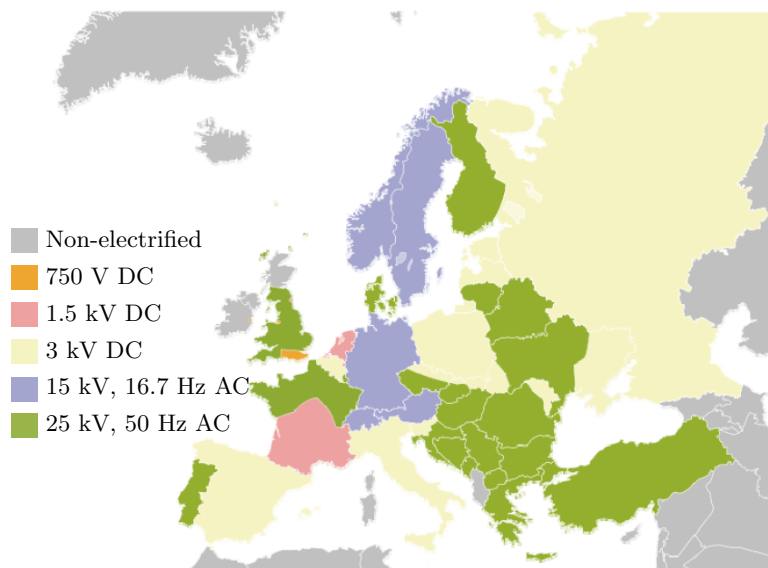 Non-electrified
750 V DC
1.5 kV DC
3 kV DC
15 kV, 16.7 Hz AC
25 kV, 50 Hz AC